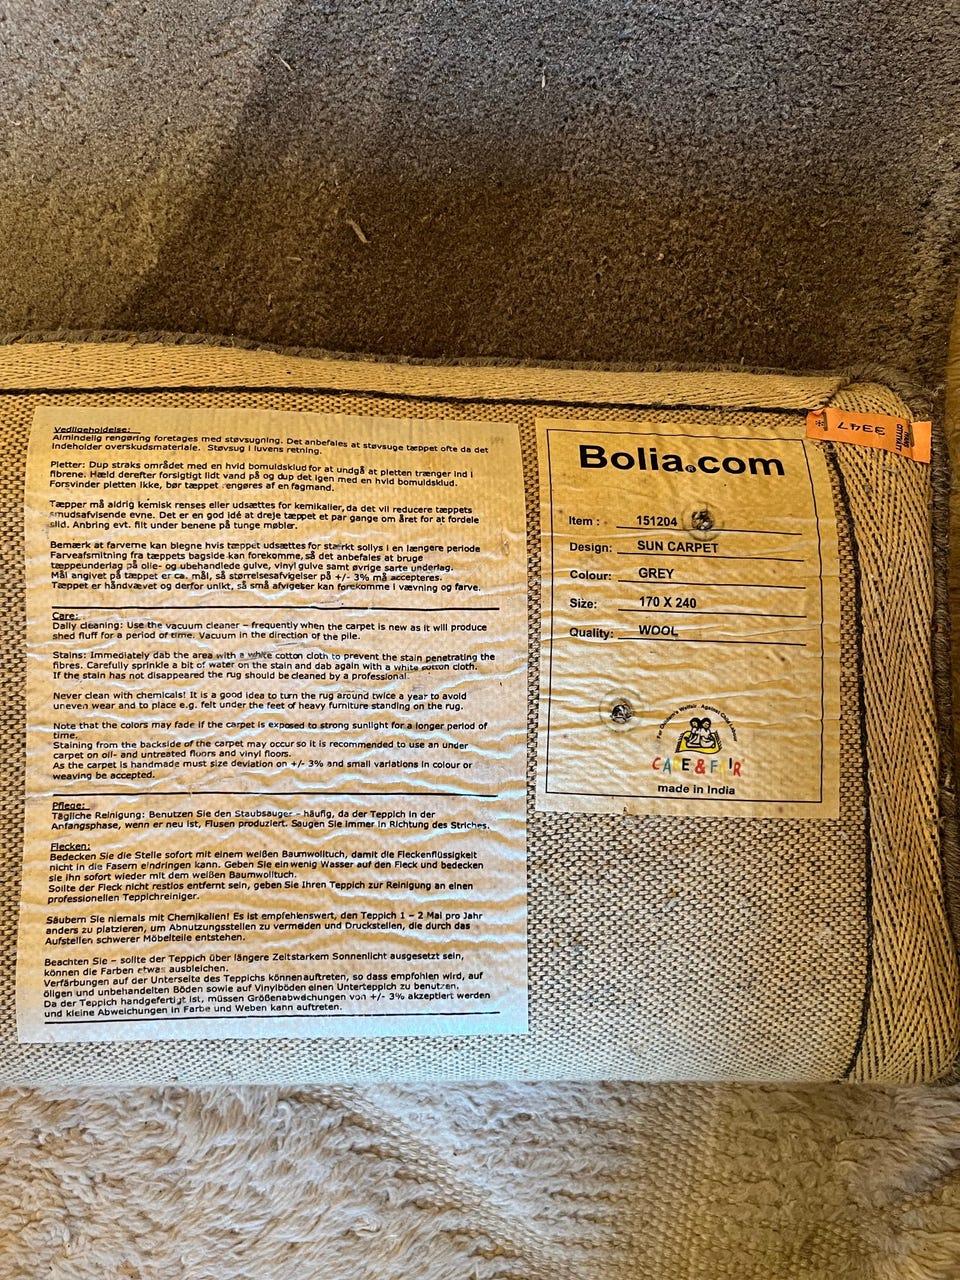 Vedligeholdelse:
Almindelig rengøring foretages med støvsugning. Det anbefales at støvsuge tæppet ofte da det
indeholder overskudsmateriale. Støvsug i luvens retning.
Pletter: Dup straks området med en hvid bomuldsklud for at undgå at pletten trænger ind i
fibrene. Hæld derefter forsigtigt lidt vand på og dup det igen med en hvid bomuldsklud.
Forsvinder pletten ikke, bør tæppet rengøres af en fagmand.
Tæpper må aldrig kemisk renses eller udsættes for kemikalier, da det vil reducere tæppets
smudsafvisende evne. Det er en god idé at dreje tæppet et par gange om året for at fordele
slid. Anbring evt. filt under benene på tunge møbler.
Bemærk at farverne kan blegne hvis tæppet udsættes for stærkt sollys i en længere periode
Farveafsmitning fra tæppets bagside kan forekomme, så det anbefales at bruge
tæppeunderlag på olie- og ubehandlede gulve, vinyl gulve samt øvrige sarte underlag.
Mål angivet på tæppet er ca. mål, så størrelsesafvigelser på +/- 3% må accepteres.
Tæppet er håndvævet og derfor unikt, så små afvigelser kan forekomme i vævning og farve.
Care:
Daily cleaning: Use the vacuum cleaner – frequently when the carpet is new as it will produce
shed fluff for a period of time. Vacuum in the direction of the pile.
Stains: Immediately dab the area with a white cotton cloth to prevent the stain penetrating the
fibres. Carefully sprinkle a bit of water on the stain and dab again with a white cotton cloth.
If the stain has not disappeared the rug should be cleaned by a professional.
Never clean with chemicals! It is a good idea to turn the rug around twice a year to avoid
uneven wear and to place e.g. felt under the feet of heavy furniture standing on the rug.
Note that the colors may fade if the carpet is exposed to strong sunlight for a longer period of
time.
Staining from the backside of the carpet may occur so it is recommended to use an under
carpet on oil- and untreated floors and vinyl floors.
As the carpet is handmade must size deviation on +/- 3% and small variations in colour or
weaving be accepted.
Pflege:
Tägliche Reinigung: Benutzen Sie den Staubsauger – häufig, da der Teppich in der
Anfangsphase, wenn er neu ist, Flusen produziert. Saugen Sie immer in Richtung des Striches.
Flecken:
Bedecken Sie die Stelle sofort mit einem weißen Baumwolltuch, damit die Fleckenflüssigkeit
nicht in die Fasern eindringen kann. Geben Sie ein wenig Wasser auf den Fleck und bedecken
sie ihn sofort wieder mit dem weißen Baumwolltuch.
Sollte der Fleck nicht restlos entfernt sein, geben Sie Ihren Teppich zur Reinigung an einen
professionellen Teppichreiniger.
Säubern Sie niemals mit Chemikalien! Es ist empfehlenswert, den Teppich 1 – 2 Mal pro Jahr
anders zu platzieren, um Abnutzungsstellen zu vermeiden und Druckstellen, die durch das
Aufstellen schwerer Möbelteile entstehen.
Beachten Sie – sollte der Teppich über längere Zeit starkem Sonnenlicht ausgesetzt sein,
können die Farben etwas ausbleichen.
Verfärbungen auf der Unterseite des Teppichs können auftreten, so dass empfohlen wird, auf
öligen und unbehandelten Böden sowie auf Vinylböden einen Unterteppich zu benutzen.
Da der Teppich handgefertigt ist, müssen Größenabweichungen von +/- 3% akzeptiert werden
und kleine Abweichungen in Farbe und Weben kann auftreten.
Bolia®com
Item : 151204
Design: SUN CARPET
Colour: GREY
Size: 170 X 240
Quality: WOOL
For Children's Welfair - Against Child Labour
CARE & FAIR
made in India
3347